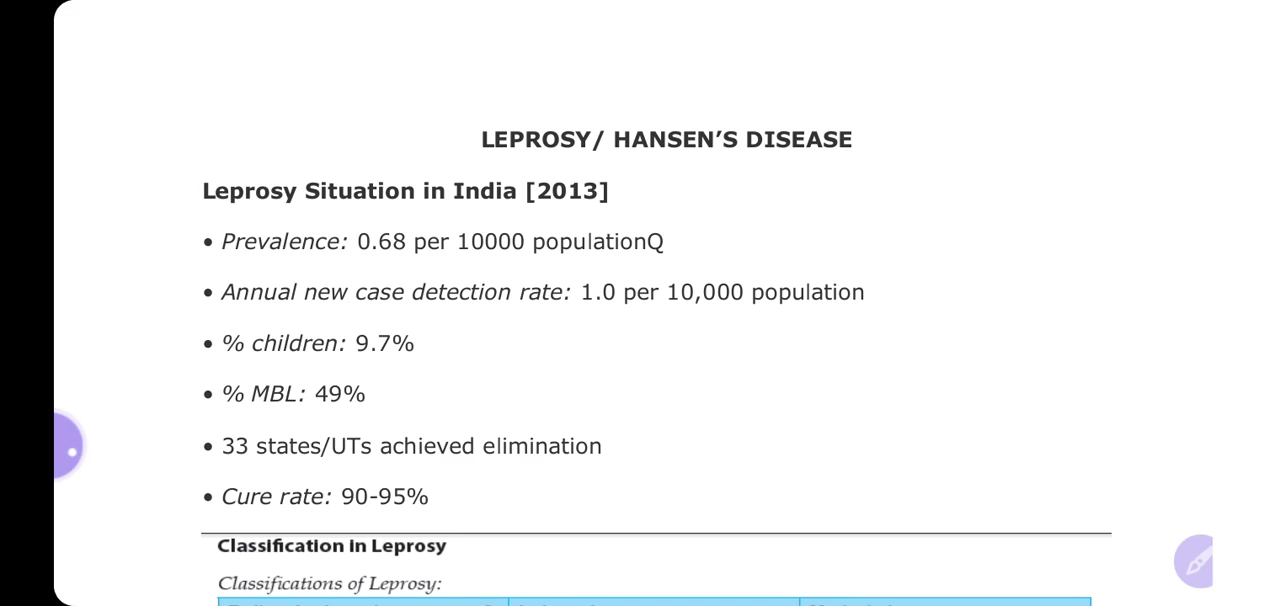 LEPROSY/ HANSEN’S DISEASE
Leprosy Situation in India [2013]
• Prevalence: 0.68 per 10000 populationQ
• Annual new case detection rate: 1.0 per 10,000 population
• % children: 9.7%
• % MBL: 49%
• 33 states/UTs achieved elimination
• Cure rate: 90-95%
Classification in Leprosy
Classifications of Leprosy: